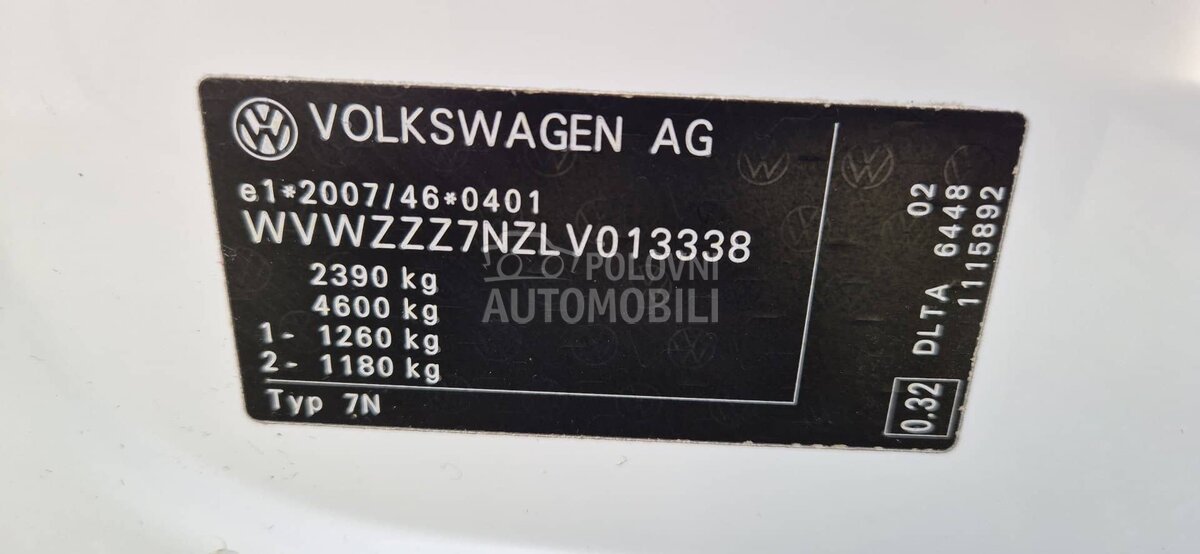 VOLKSWAGEN AG
e1*2007/46*0401
WVWZZZ7NZLV013338
2390 kg
4600 kg
1- 1260 kg
2- 1180 kg
Typ 7N
0.32 DLTA 6448 02
1115892
POLOVNI
AUTOMOBILI